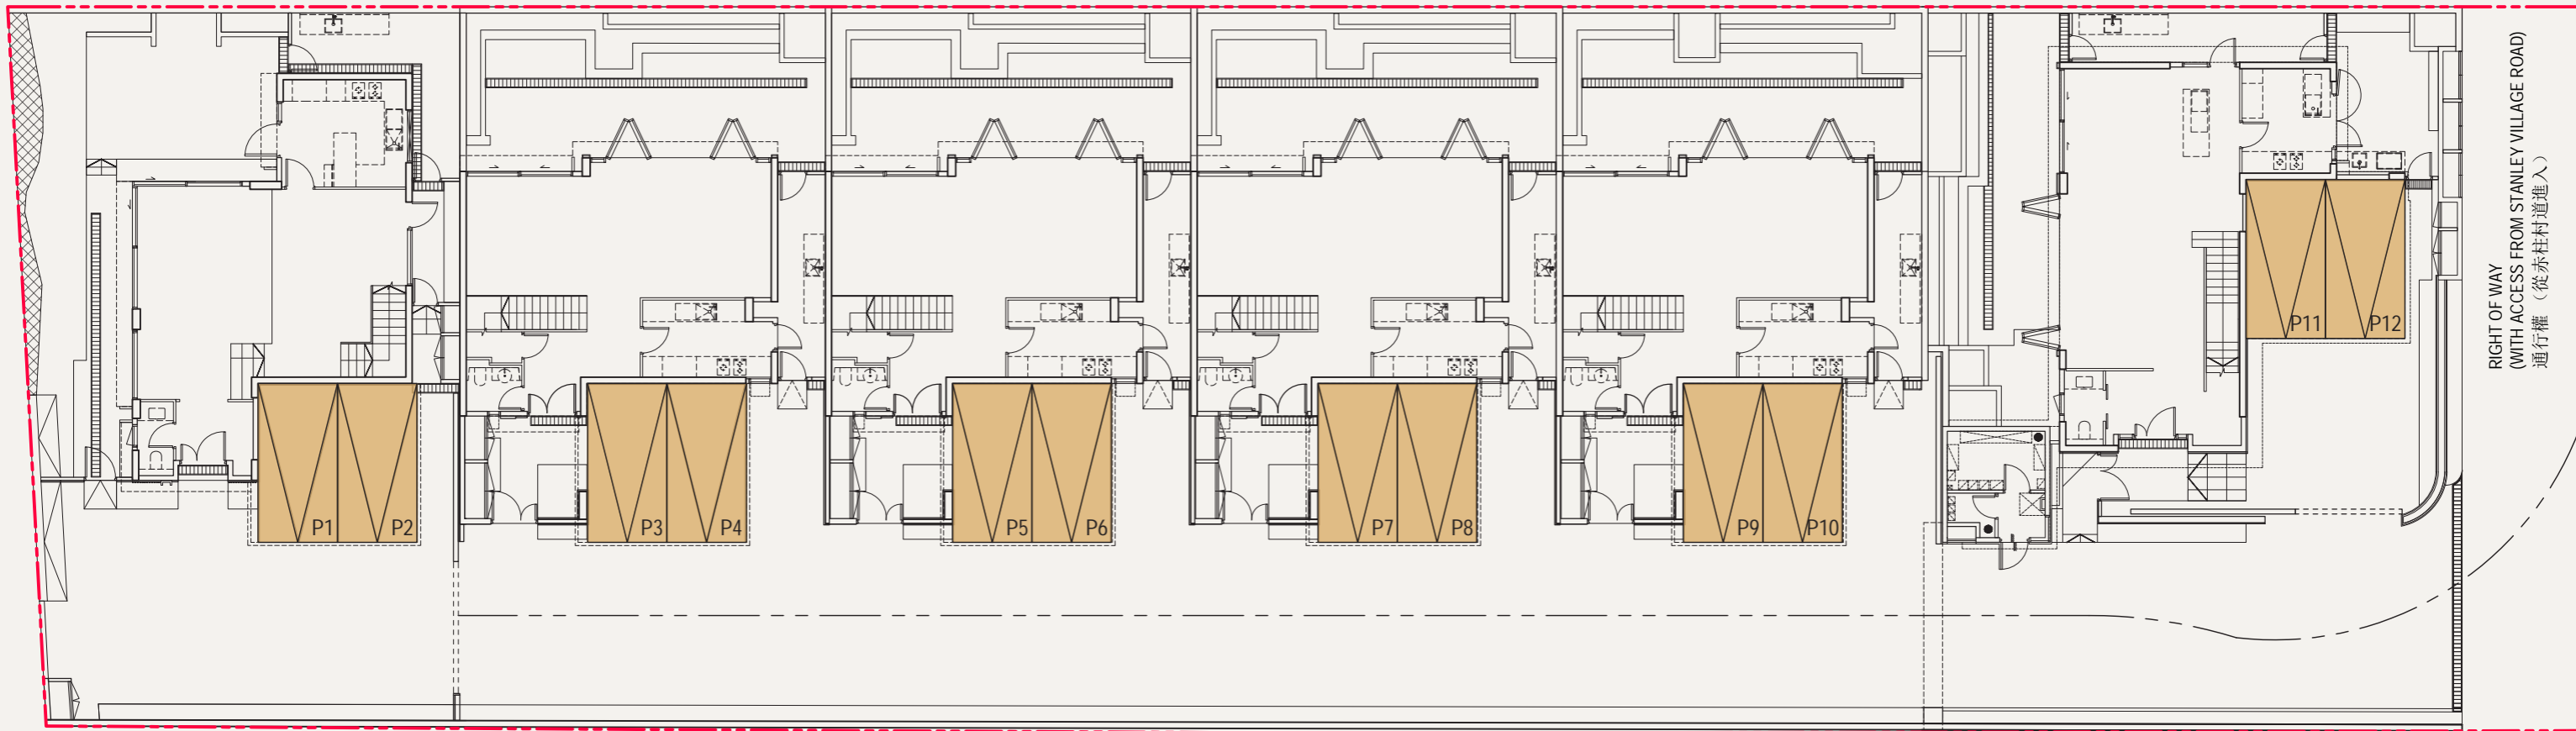 P1
P2
P3
P4
P5
P6
P7
P8
P9
P10
P11
P12
RIGHT OF WAY
(WITH ACCESS FROM STANLEY VILLAGE ROAD)
通行權（從赤柱村道進入）